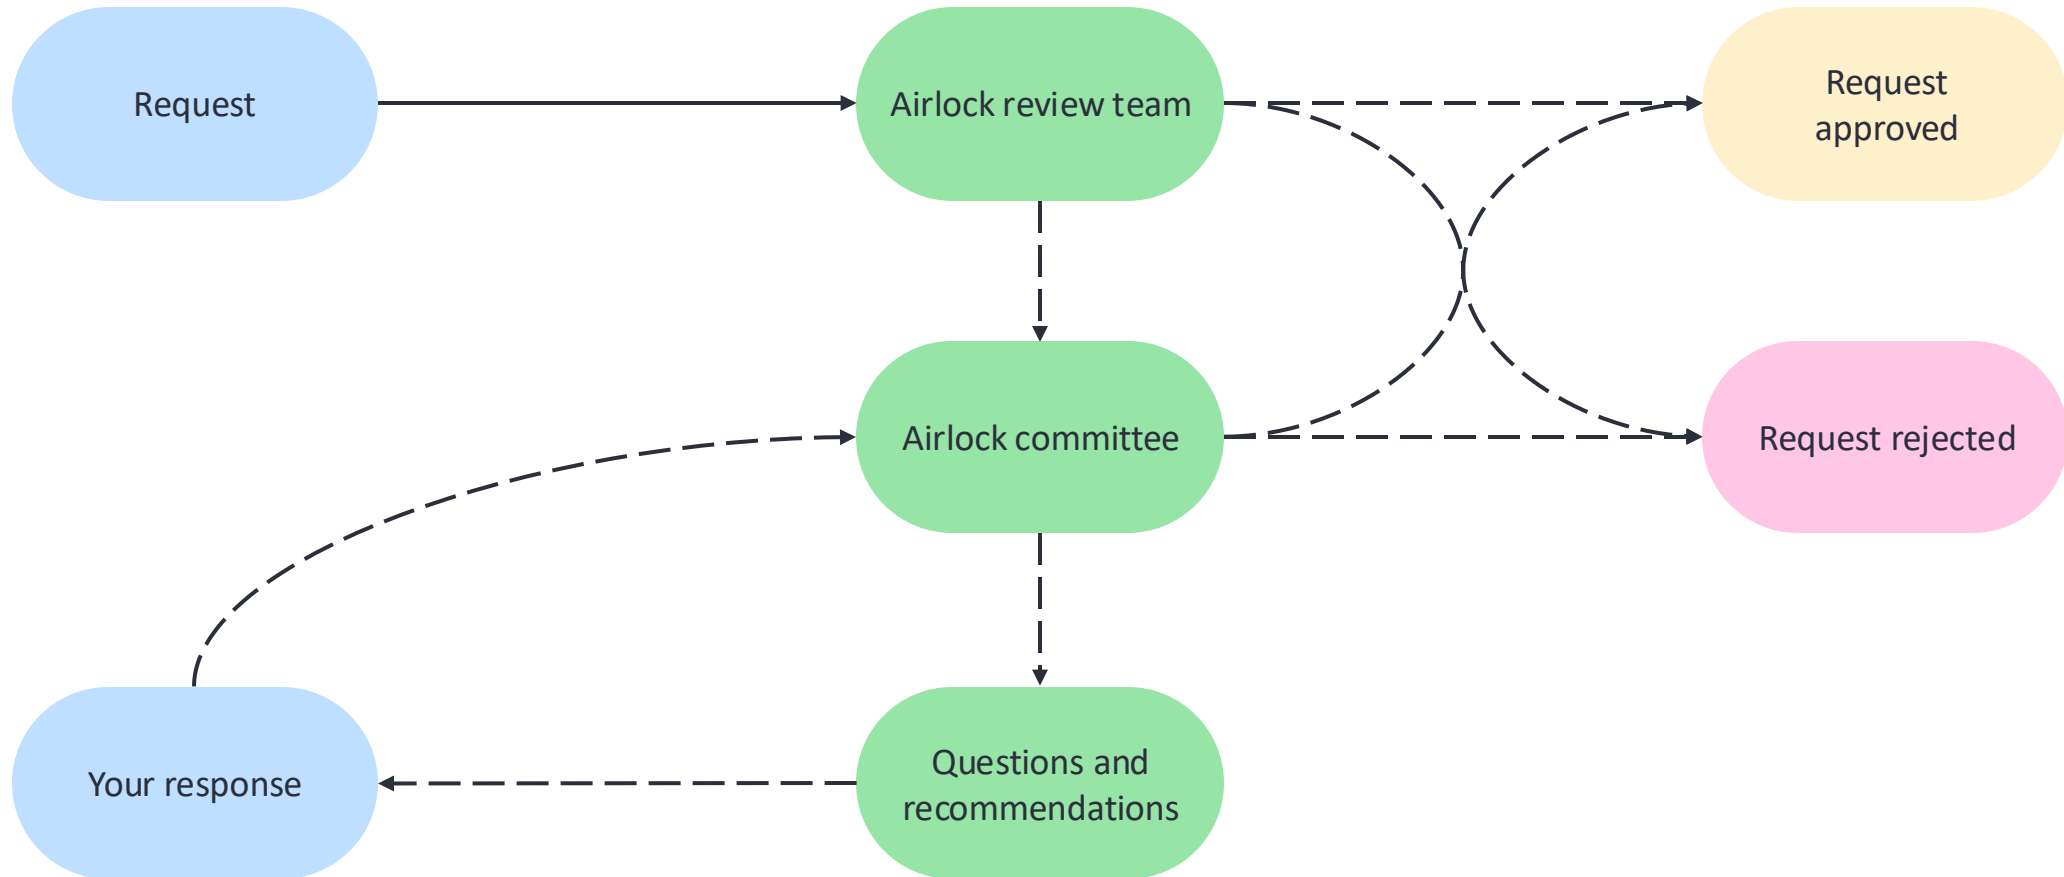 Request
Airlock review team
Request
approved
Airlock committee
Request rejected
Your response
Questions and
recommendations